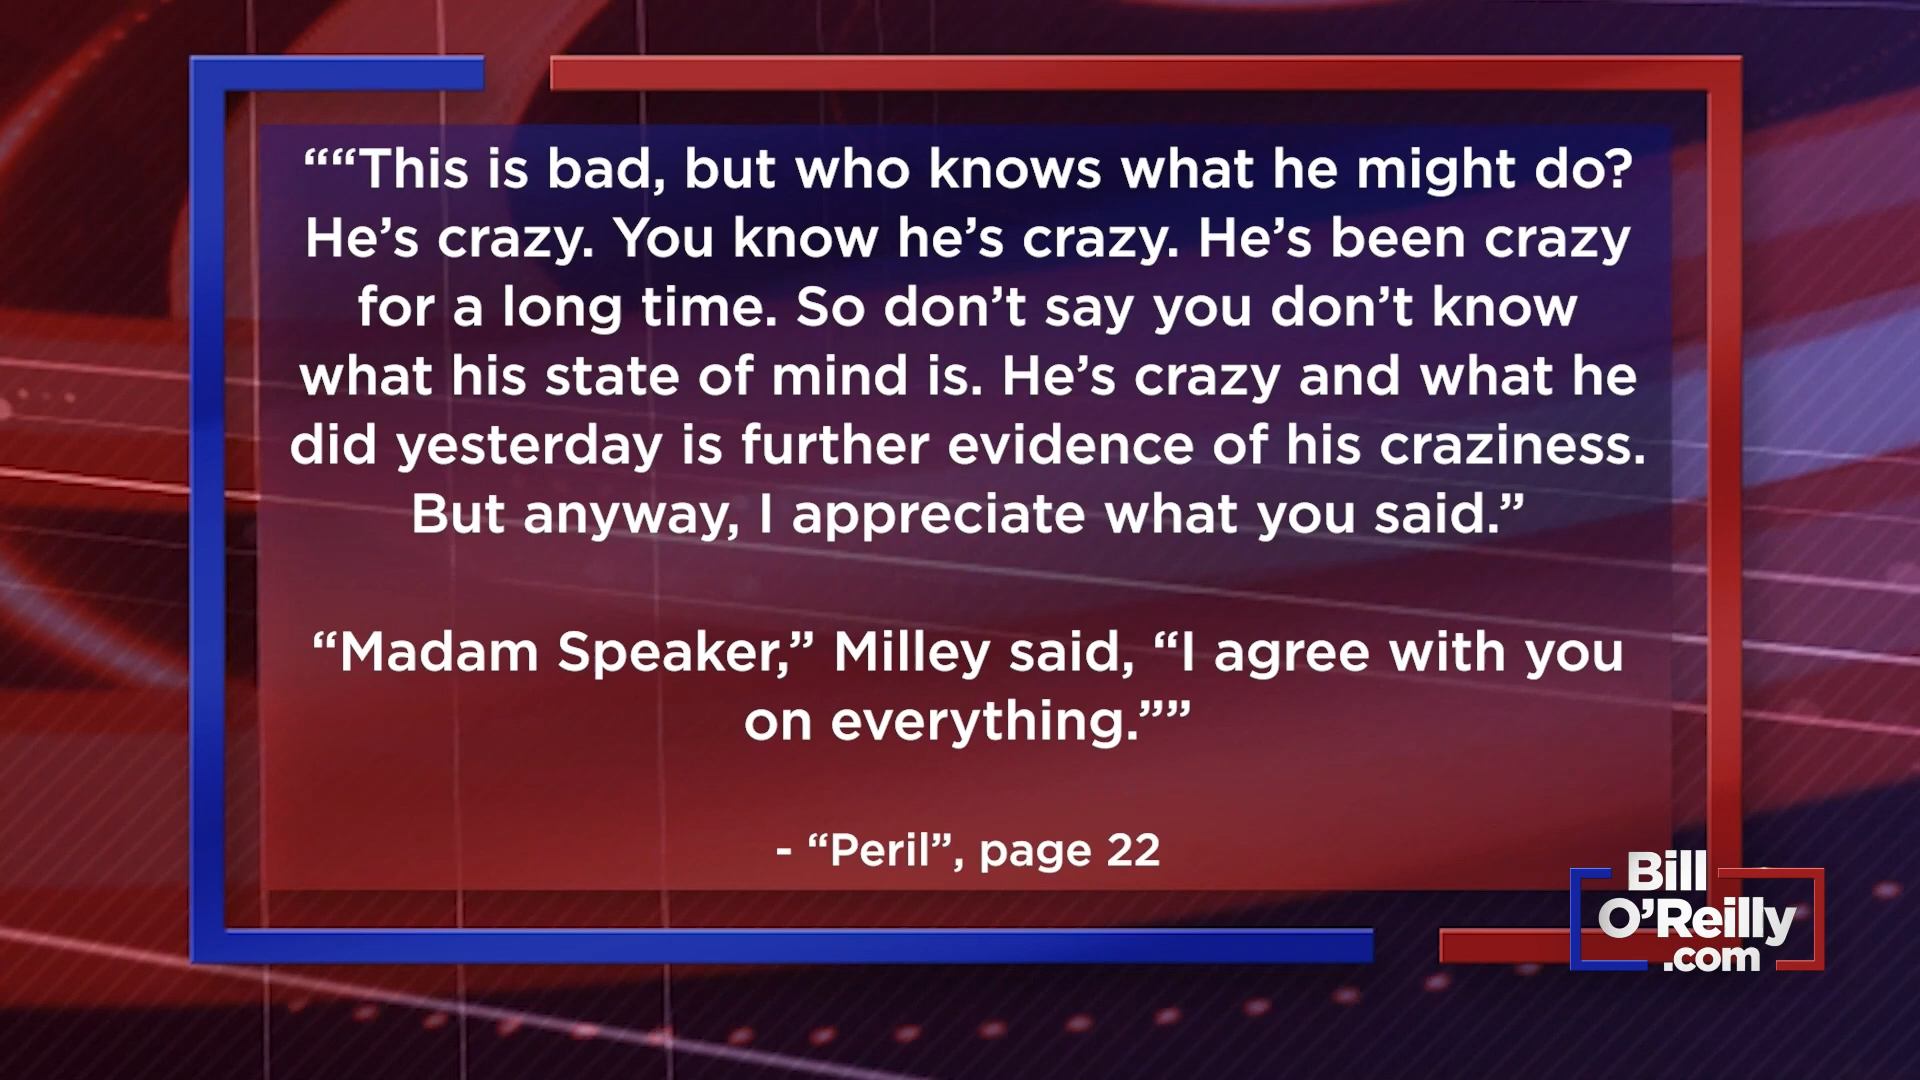 ““This is bad, but who knows what he might do?
He’s crazy. You know he’s crazy. He’s been crazy
for a long time. So don’t say you don’t know
what his state of mind is. He’s crazy and what he
did yesterday is further evidence of his craziness.
But anyway, I appreciate what you said.”
“Madam Speaker,” Milley said, “I agree with you
on everything.””
- “Peril”, page 22
Bill
O’Reilly
.com